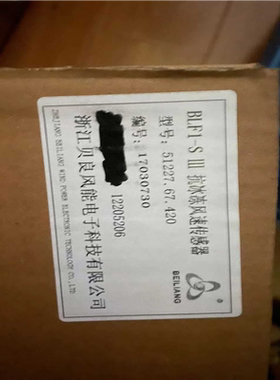 BLF1-S Ⅲ 抗冰冻风速传感器
型号:51227.67.420
编号:17030730
12205206
浙江贝良风能电子科技有限公司
ZHEJIANG BEILIANG WIND POWER ELECTRONIC TECHNOLOGY CO.,LTD
BEILIANG